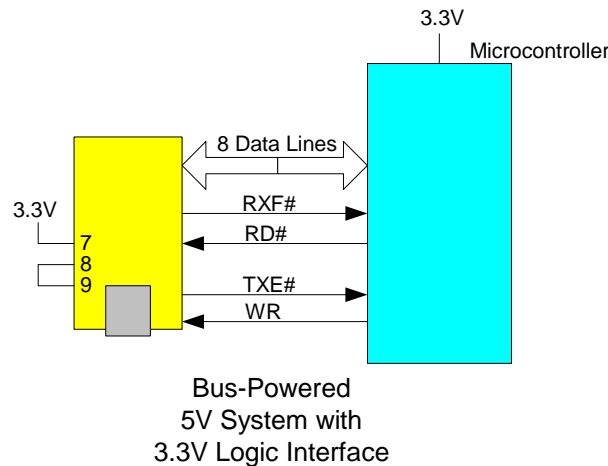 3.3V
Microcontroller
8 Data Lines
RXF#
3.3V
RD#
7
8
9
TXE#
WR
Bus-Powered
5V System with
3.3V Logic Interface